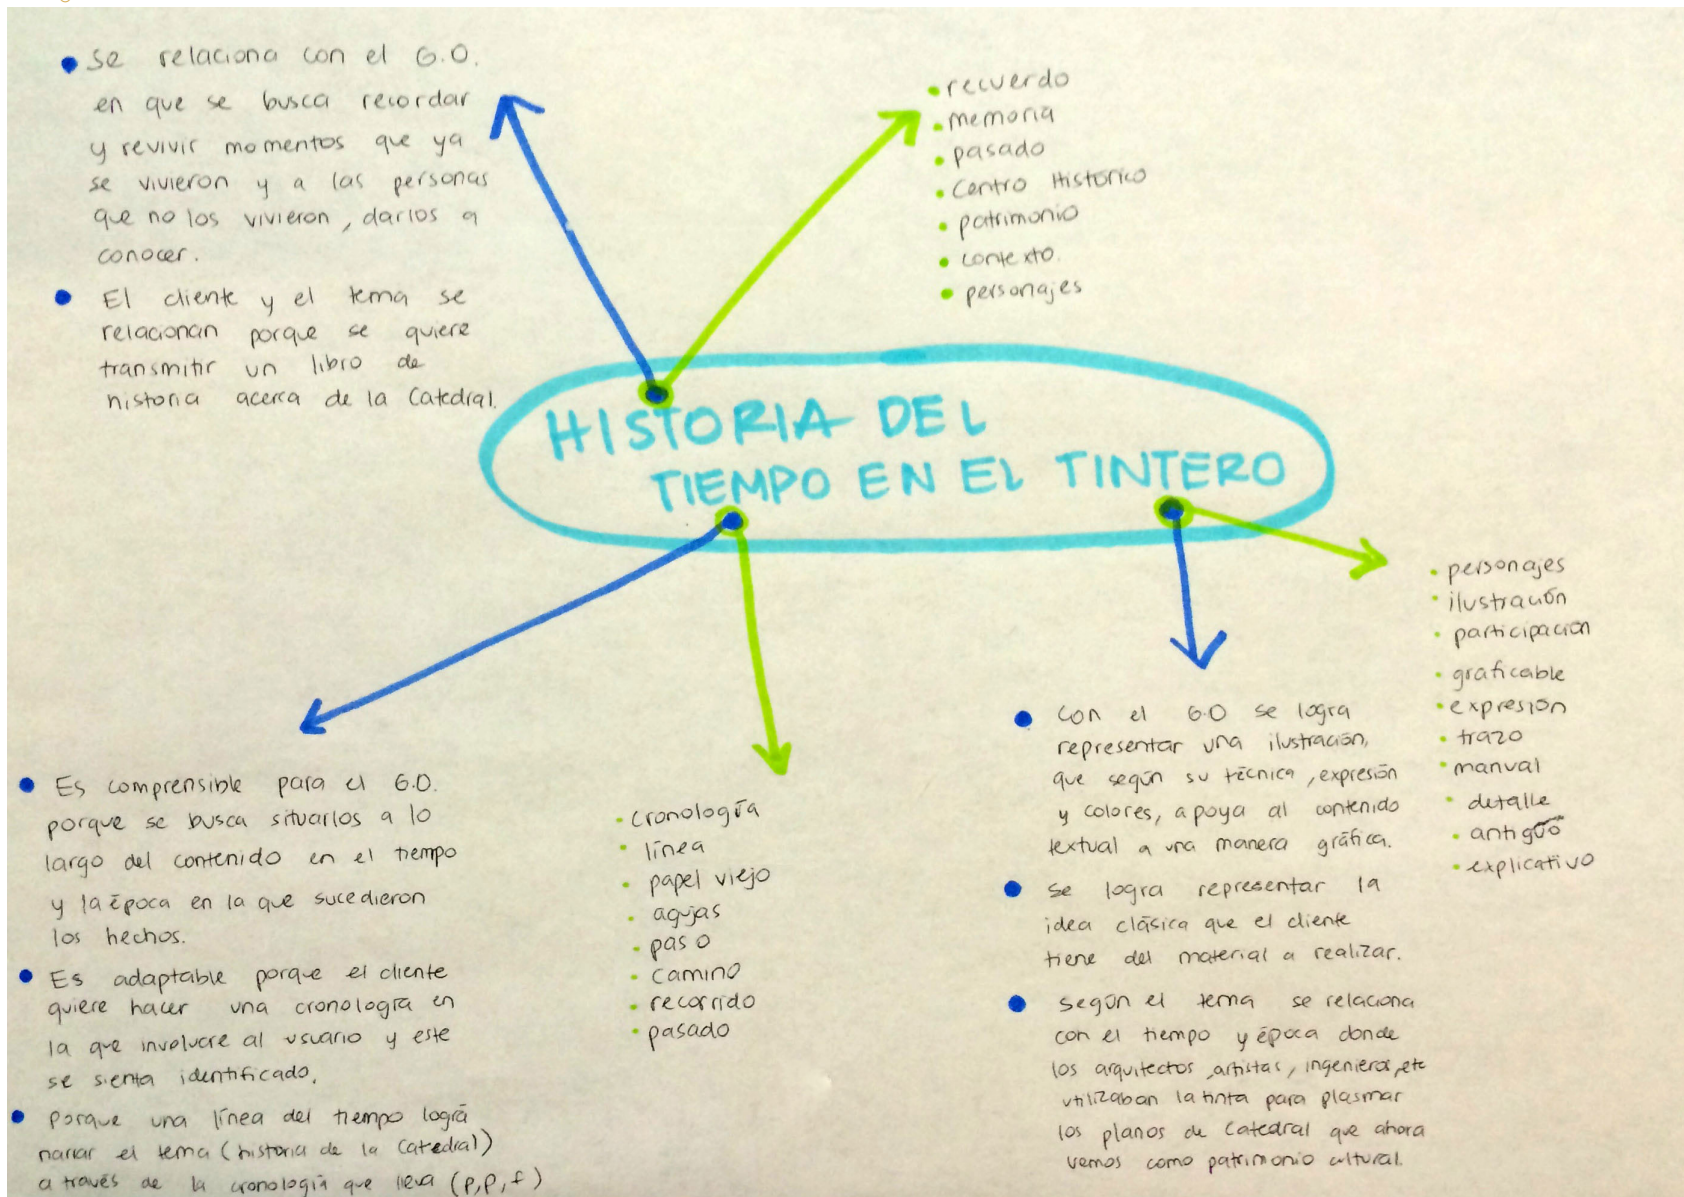 Se relaciona con el G.O.
en que se busca recordar
y revivir momentos que ya
se vivieron y a las personas
que no los vivieron, darlos a
conocer.
El cliente y el tema se
relacionan porque se quiere
transmitir un libro de
historia acerca de la Catedral.
recuerdo
memoria
pasado
Centro Histórico
patrimonio
contexto.
personajes
HISTORIA DEL
TIEMPO EN EL TINTERO
Es comprensible para el G.O.
porque se busca situarlos a lo
largo del contenido en el tiempo
y la época en la que sucedieron
los hechos.
Es adaptable porque el cliente
quiere hacer una cronología en
la que involucre al usuario y este
se sienta identificado.
Porque una línea del tiempo logra
narrar el tema (historia de la Catedral)
a través de la cronología que lleva (p,p,f)
cronología
línea
papel viejo
agujas
paso
camino
recorrido
pasado
Con el G.O se logra
representar una ilustración,
que según su técnica, expresión
y colores, apoya al contenido
textual a una manera gráfica.
Se logra representar la
idea clásica que el cliente
tiene del material a realizar.
Según el tema se relaciona
con el tiempo y época donde
los arquitectos, artistas, ingenieros, etc
utilizaban la tinta para plasmar
los planos de Catedral que ahora
vemos como patrimonio cultural.
personajes
ilustración
participación
graficable
expresión
trazo
manual
detalle
antigüo
explicativo